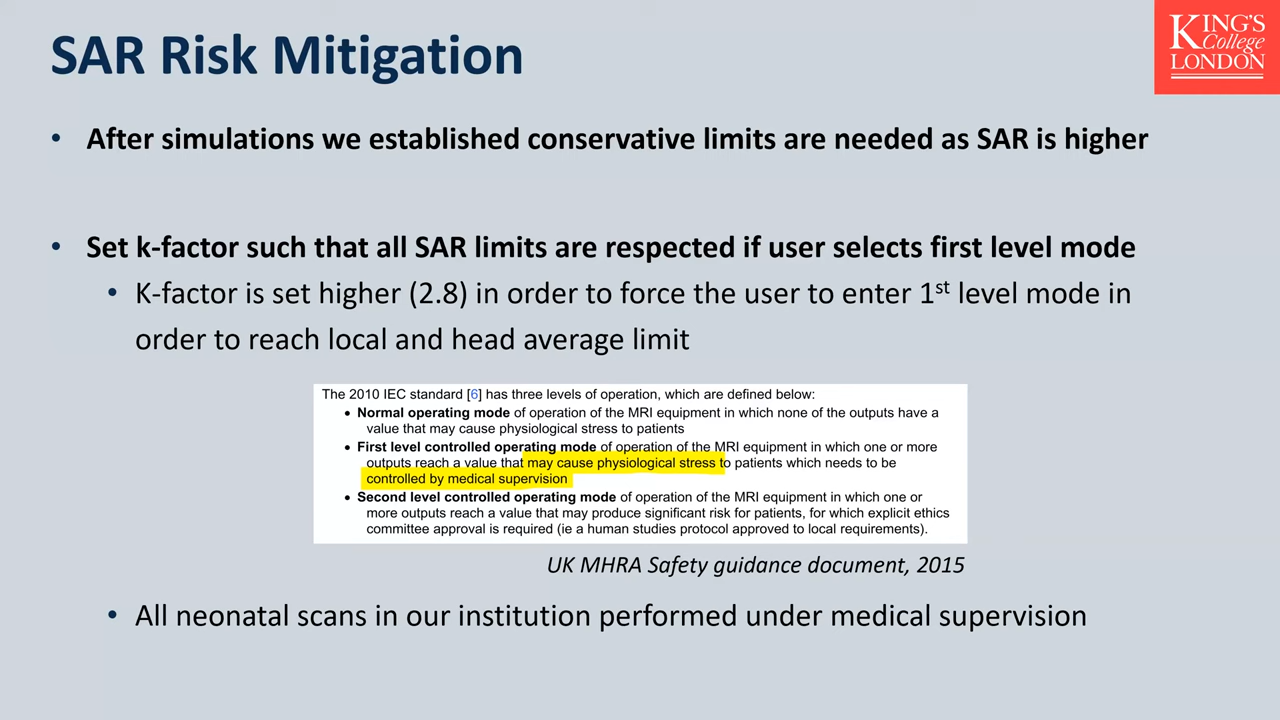 SAR Risk Mitigation
KING'S
College
LONDON
• After simulations we established conservative limits are needed as SAR is higher
• Set k-factor such that all SAR limits are respected if user selects first level mode
• K-factor is set higher (2.8) in order to force the user to enter 1st level mode in
order to reach local and head average limit
The 2010 IEC standard [6] has three levels of operation, which are defined below:
• Normal operating mode of operation of the MRI equipment in which none of the outputs have a
value that may cause physiological stress to patients
• First level controlled operating mode of operation of the MRI equipment in which one or more
outputs reach a value that may cause physiological stress to patients which needs to be
controlled by medical supervision
• Second level controlled operating mode of operation of the MRI equipment in which one or
more outputs reach a value that may produce significant risk for patients, for which explicit ethics
committee approval is required (ie a human studies protocol approved to local requirements).
UK MHRA Safety guidance document, 2015
• All neonatal scans in our institution performed under medical supervision